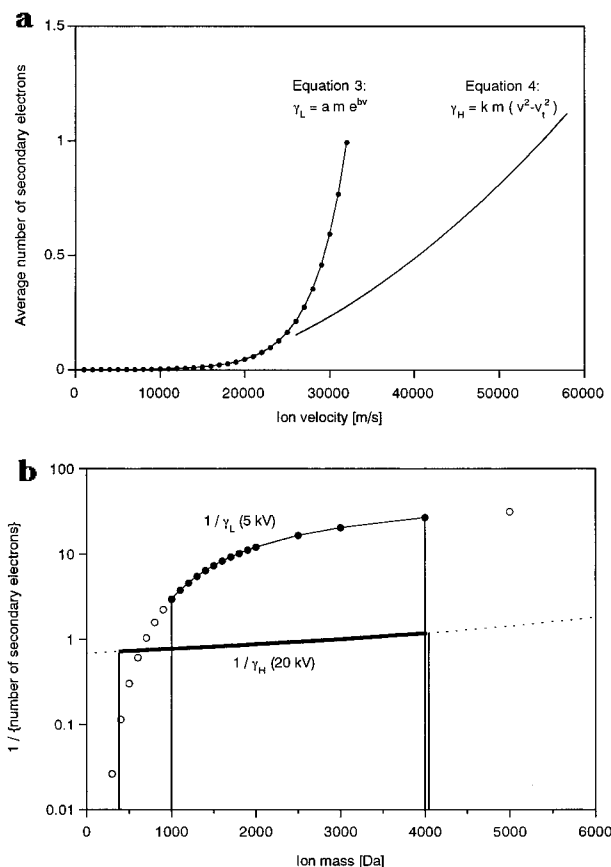 a
1.5
1
0.5
0
Average number of secondary electrons
Equation 3:
γL = a m e^bv
Equation 4:
γH = k m ( v²-vt² )
0 10000 20000 30000 40000 50000 60000
Ion velocity [m/s]
b
100
10
1
0.1
0.01
1 / {number of secondary electrons}
1 / γL (5 kV)
1 / γH (20 kV)
0 1000 2000 3000 4000 5000 6000
Ion mass [Da]